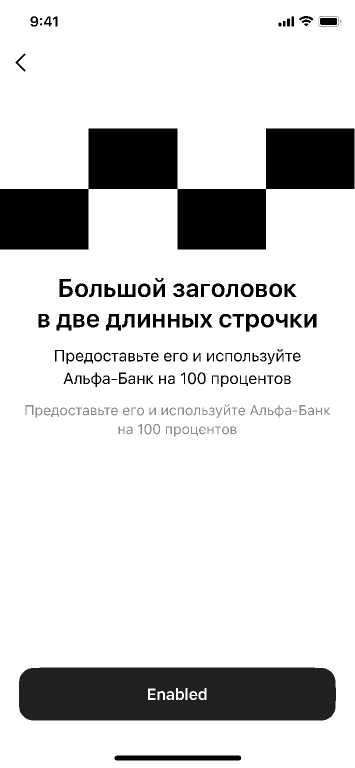 9:41
Большой заголовок
в две длинных строчки
Предоставьте его и используйте
Альфа-Банк на 100 процентов
Предоставьте его и используйте Альфа-Банк
на 100 процентов
Enabled